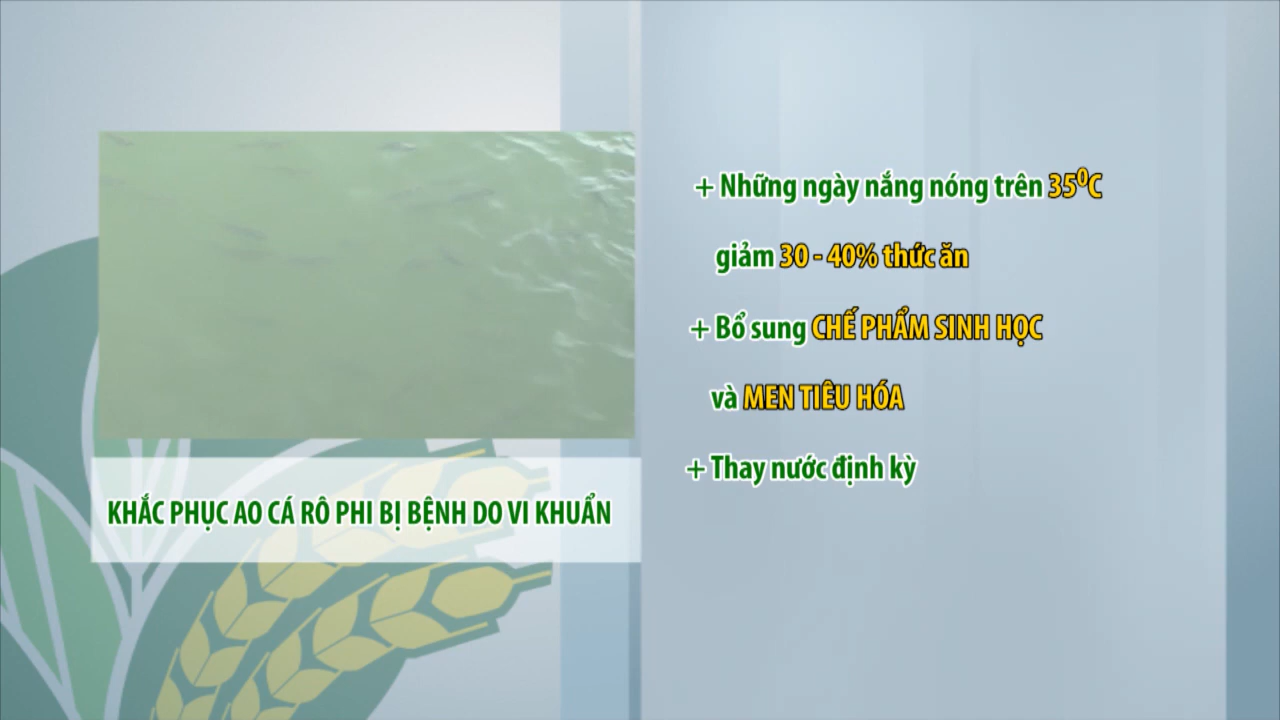 + Những ngày nắng nóng trên 35⁰C
giảm 30 - 40% thức ăn
+ Bổ sung CHẾ PHẨM SINH HỌC
và MEN TIÊU HÓA
+ Thay nước định kỳ
KHẮC PHỤC AO CÁ RÔ PHI BỊ BỆNH DO VI KHUẨN